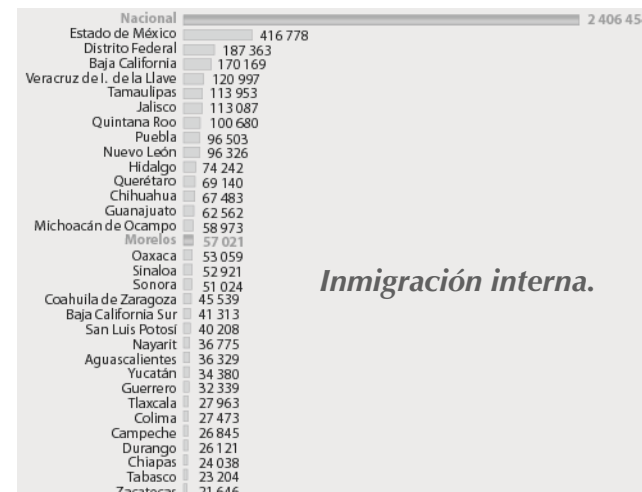 Nacional 2 406 454
Estado de México 416 778
Distrito Federal 187 363
Baja California 170 169
Veracruz de I. de la Llave 120 997
Tamaulipas 113 953
Jalisco 113 087
Quintana Roo 100 680
Puebla 96 503
Nuevo León 96 326
Hidalgo 74 242
Querétaro 69 140
Chihuahua 67 483
Guanajuato 62 562
Michoacán de Ocampo 58 973
Morelos 57 021
Oaxaca 53 059
Sinaloa 52 921
Sonora 51 024
Inmigración interna.
Coahuila de Zaragoza 45 539
Baja California Sur 41 313
San Luis Potosí 40 208
Nayarit 36 775
Aguascalientes 36 329
Yucatán 34 380
Guerrero 32 339
Tlaxcala 27 963
Colima 27 473
Campeche 26 845
Durango 26 121
Chiapas 24 038
Tabasco 23 204
Zacatecas 21 646